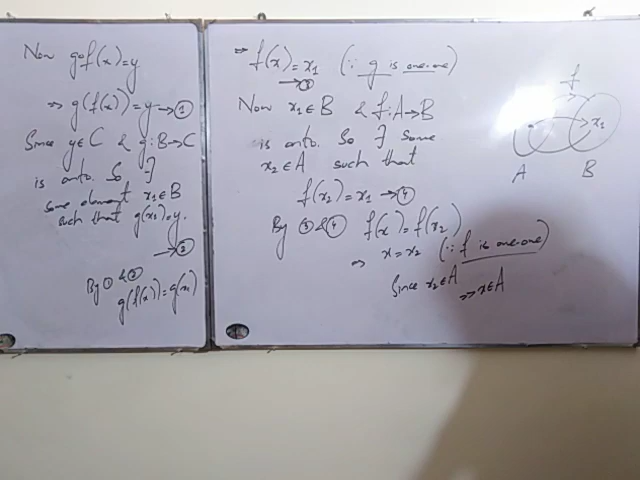 Now gof(x)=y
⇒ g(f(x))=y →①
Since y∈C & g:B→C
is onto. So ∃
some element x₁∈B
such that g(x₁)=y.
→②
By ① & ②
g(f(x))=g(x₁)
⇒ f(x)=x₁ (∵ g is one-one)
→③
Now x₁∈B & f:A→B
is onto. So ∃ some
x₂∈A such that
f(x₂)=x₁ →④
By ③ & ④ f(x)=f(x₂)
⇒ x=x₂ (∵ f is one-one)
Since x₂∈A ⇒ x∈A
f
x₁
A B